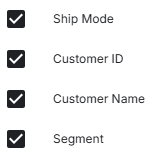 Ship Mode
Customer ID
Customer Name
Segment